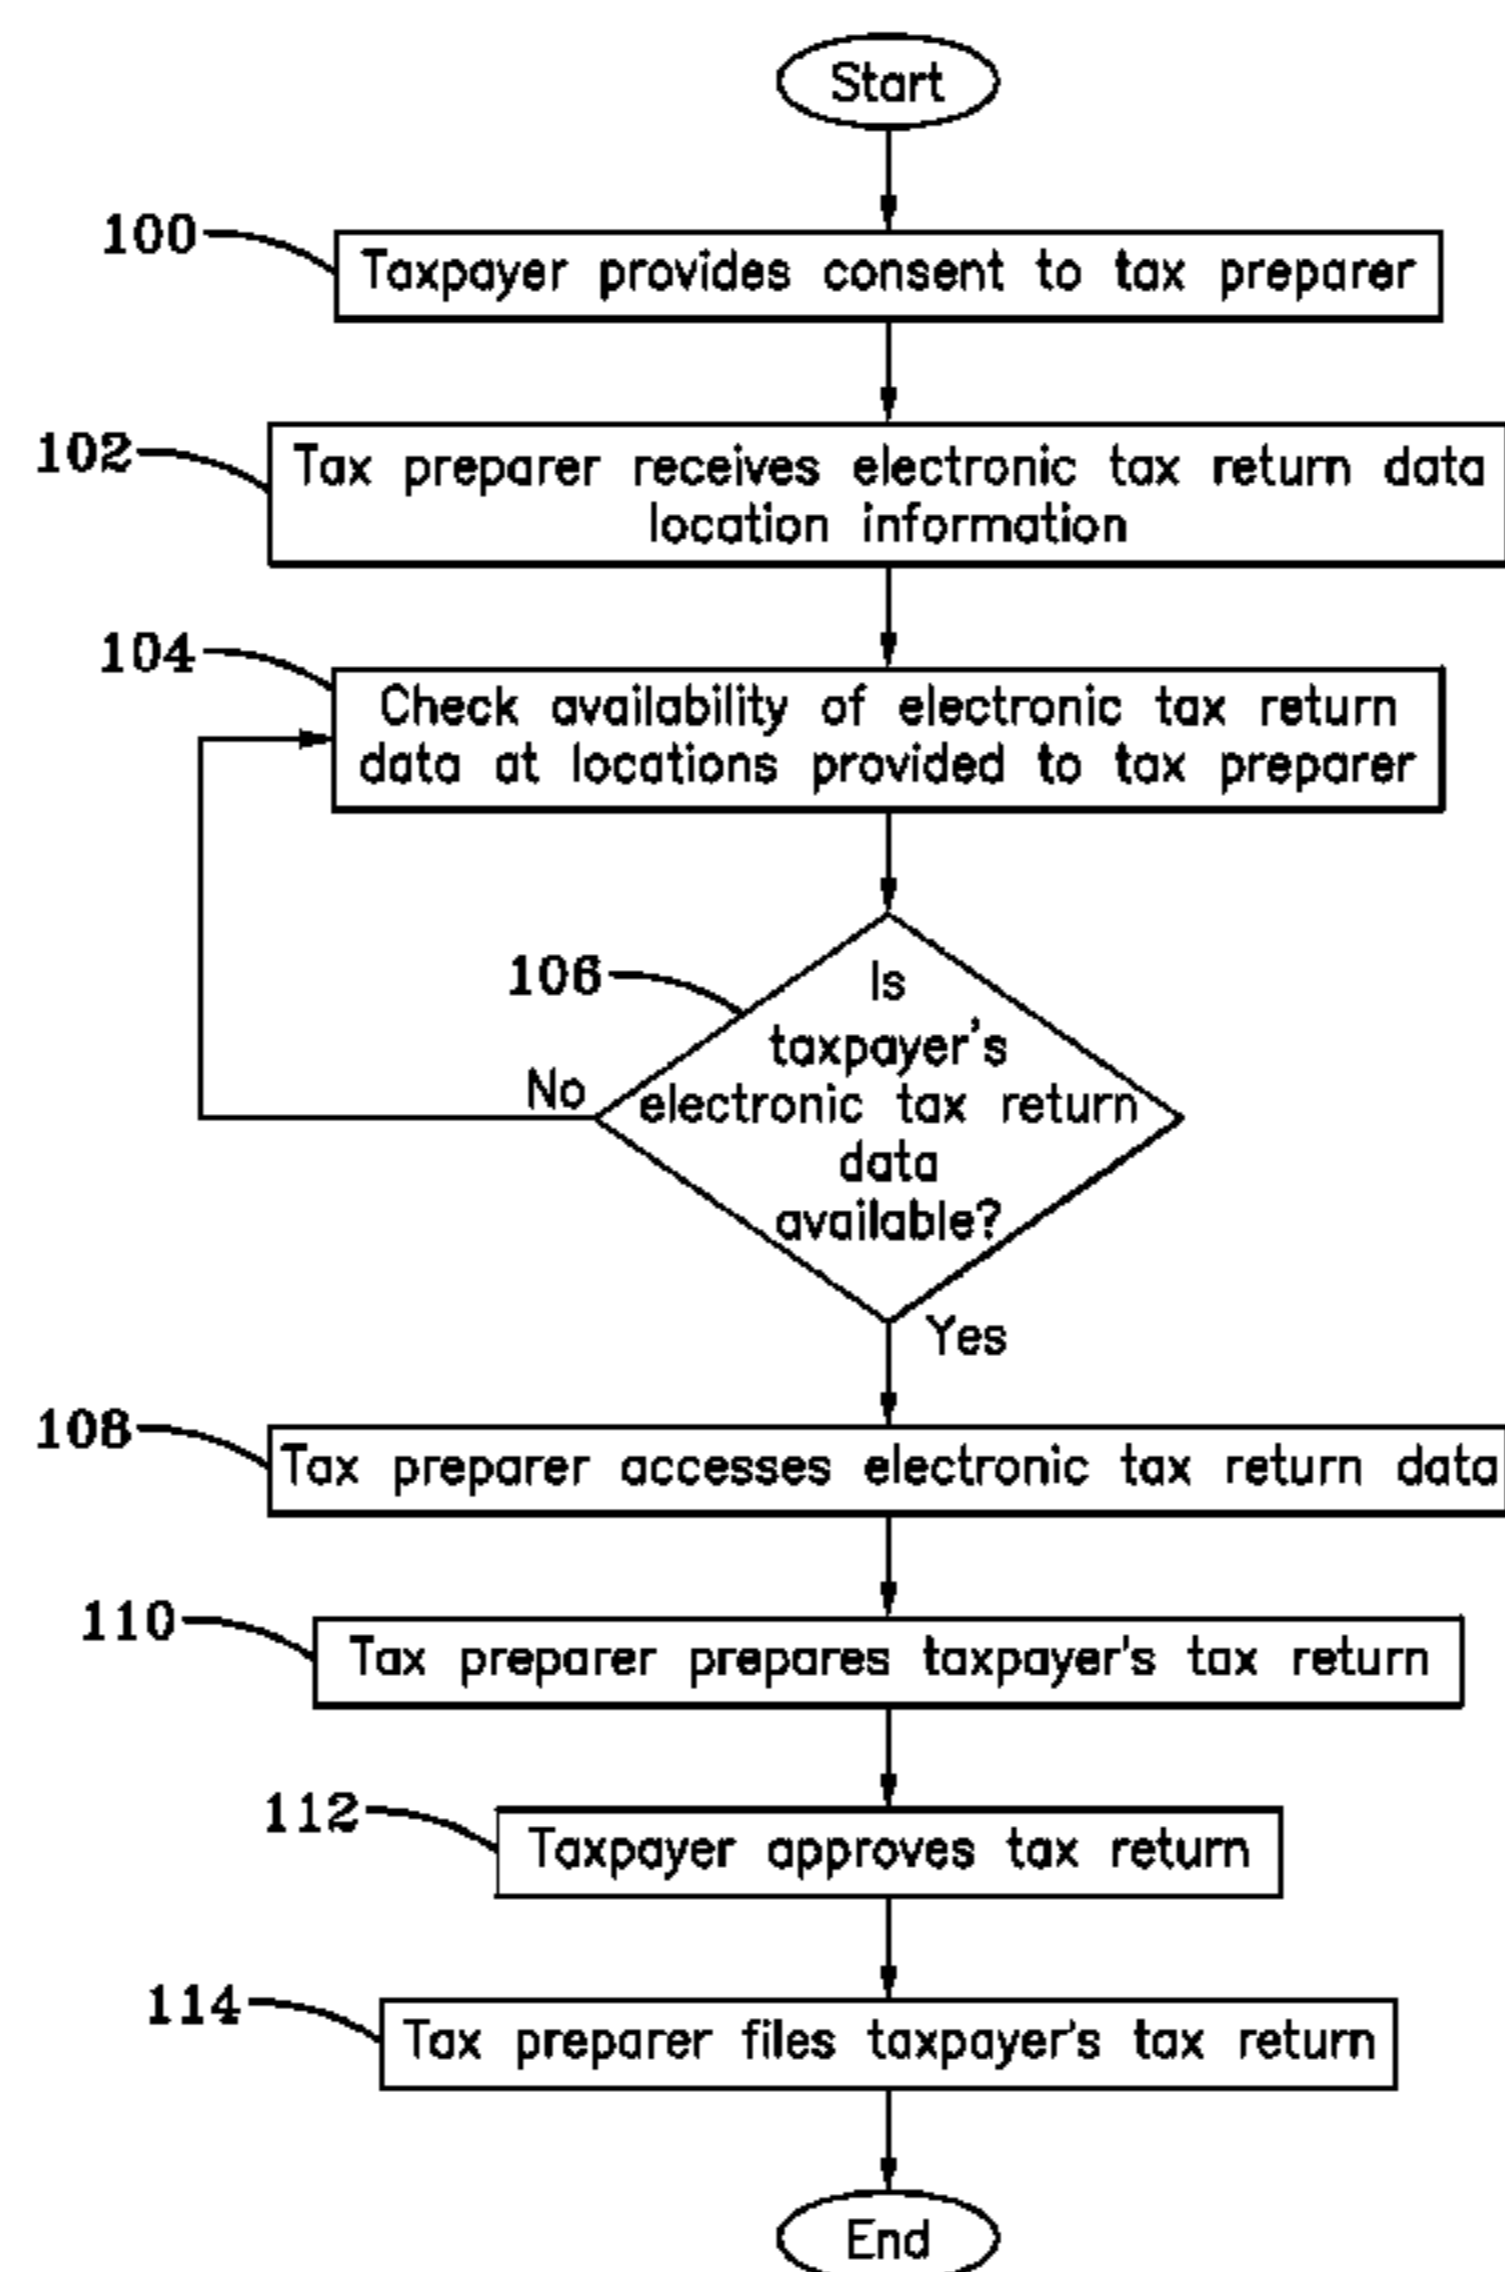 Start
100
Taxpayer provides consent to tax preparer
102
Tax preparer receives electronic tax return data
location information
104
Check availability of electronic tax return
data at locations provided to tax preparer
106
Is
taxpayer's
No
electronic tax return
data
available?
Yes
108
Tax preparer accesses electronic tax return data
110
Tax preparer prepares taxpayer's tax return
112
Taxpayer approves tax return
114
Tax preparer files taxpayer's tax return
End